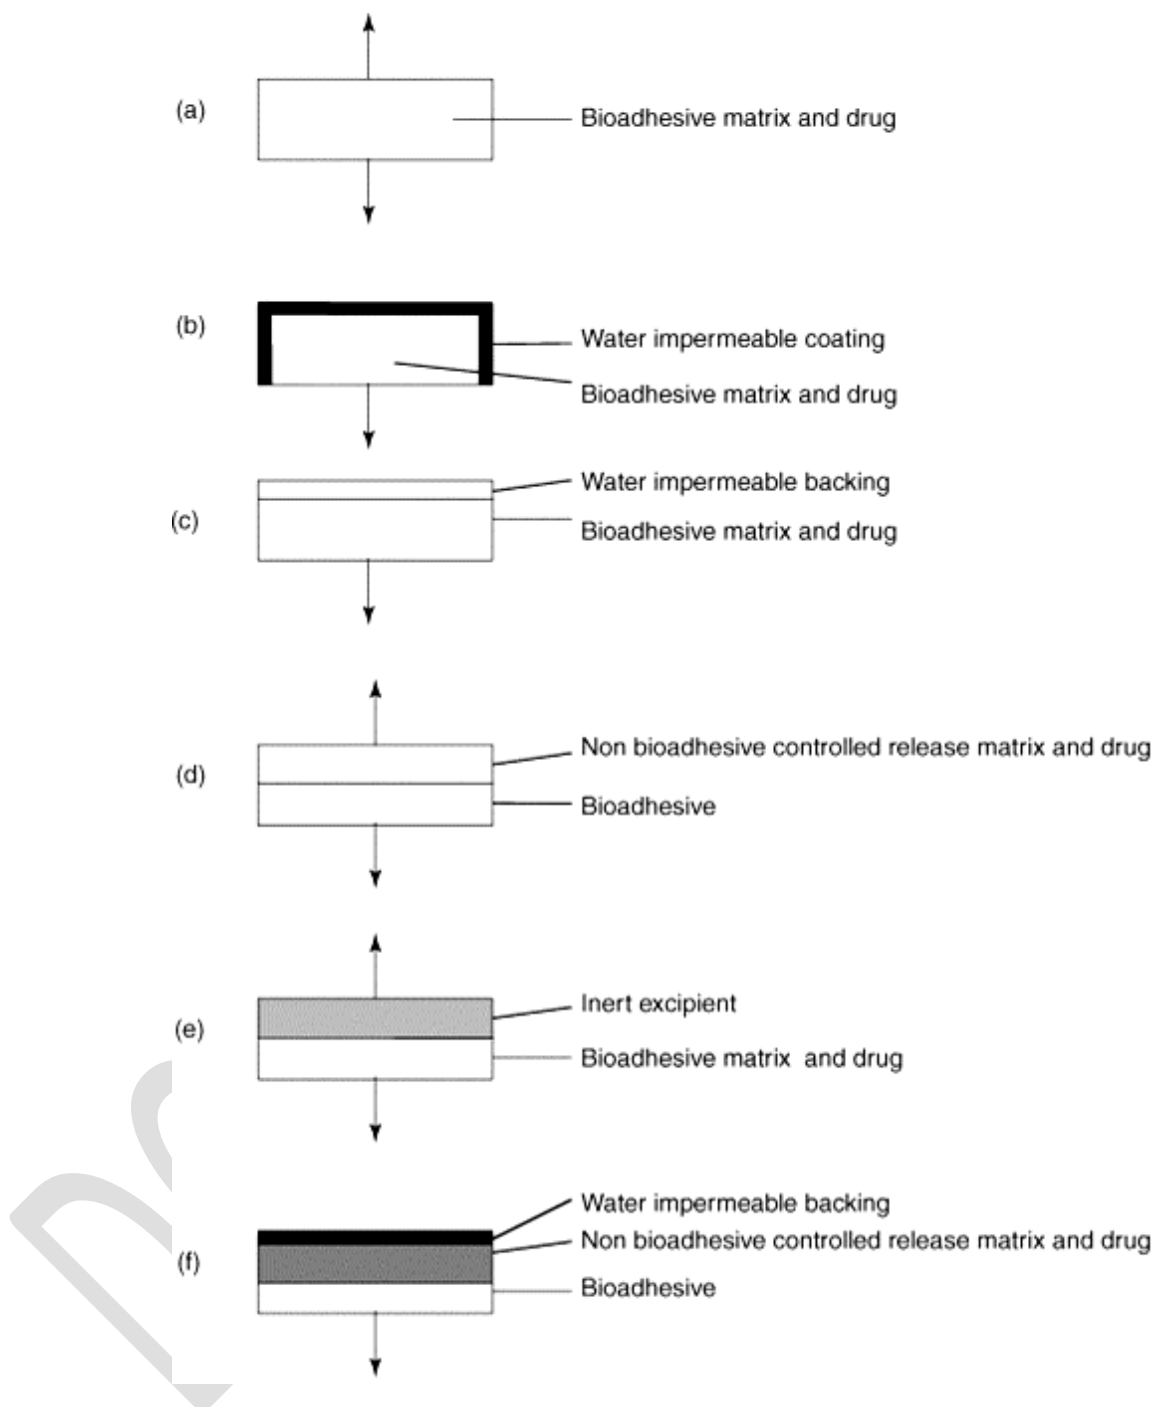 (a)
Bioadhesive matrix and drug
(b)
Water impermeable coating
Bioadhesive matrix and drug
Water impermeable backing
(c)
Bioadhesive matrix and drug
Non bioadhesive controlled release matrix and drug
(d)
Bioadhesive
Inert excipient
(e)
Bioadhesive matrix and drug
Water impermeable backing
Non bioadhesive controlled release matrix and drug
(f)
Bioadhesive